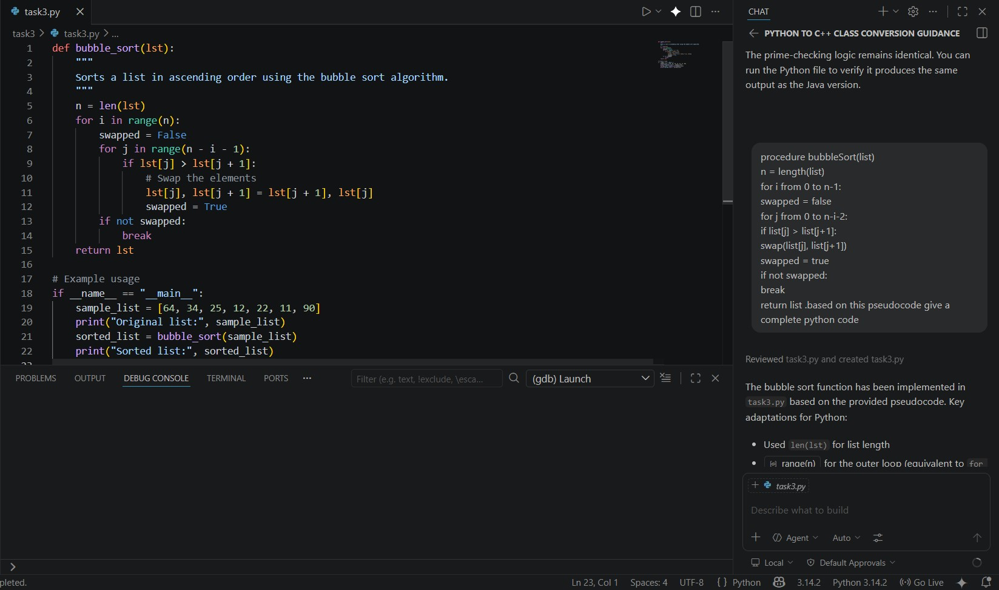 task3.py
task3 > task3.py > ...
1 def bubble_sort(lst):
2 """
3 Sorts a list in ascending order using the bubble sort algorithm.
4 """
5 n = len(lst)
6 for i in range(n):
7 swapped = False
8 for j in range(n - i - 1):
9 if lst[j] > lst[j + 1]:
10 # Swap the elements
11 lst[j], lst[j + 1] = lst[j + 1], lst[j]
12 swapped = True
13 if not swapped:
14 break
15 return lst
16
17 # Example usage
18 if __name__ == "__main__":
19 sample_list = [64, 34, 25, 12, 22, 11, 90]
20 print("Original list:", sample_list)
21 sorted_list = bubble_sort(sample_list)
22 print("Sorted list:", sorted_list)
23
PROBLEMS OUTPUT DEBUG CONSOLE TERMINAL PORTS ... Filter (e.g. text, !exclude, \esca... (gdb) Launch
>
CHAT
PYTHON TO C++ CLASS CONVERSION GUIDANCE
The prime-checking logic remains identical. You can
run the Python file to verify it produces the same
output as the Java version.
procedure bubbleSort(list)
n = length(list)
for i from 0 to n-1:
swapped = false
for j from 0 to n-i-2:
if list[j] > list[j+1]:
swap(list[j], list[j+1])
swapped = true
if not swapped:
break
return list .based on this pseudocode give a
complete python code
Reviewed task3.py and created task3.py
The bubble sort function has been implemented in
task3.py based on the provided pseudocode. Key
adaptations for Python:
• Used len(lst) for list length
• range(n) for the outer loop (equivalent to for
+ task3.py
Describe what to build
+ Agent Auto
Local Default Approvals
pleted. Ln 23, Col 1 Spaces: 4 UTF-8 {} Python 3.14.2 Python 3.14.2 Go Live